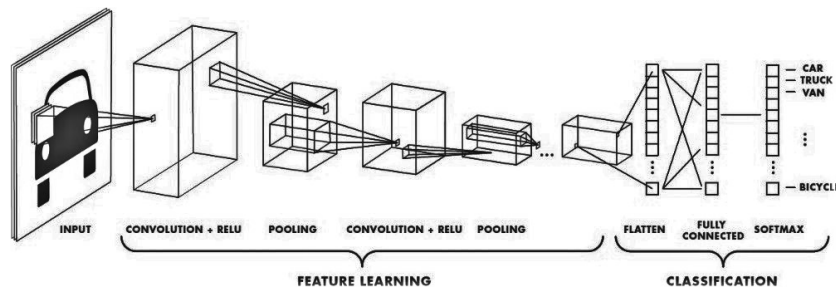 CAR
TRUCK
VAN
BICYCLE
INPUT
CONVOLUTION + RELU
POOLING
CONVOLUTION + RELU
POOLING
FLATTEN
FULLY
CONNECTED
SOFTMAX
FEATURE LEARNING
CLASSIFICATION